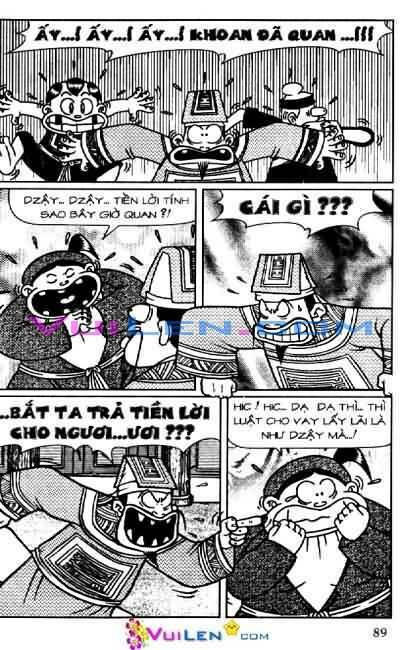 ẤY...! ẤY...! ẤY...! KHOAN ĐÃ QUAN ...!!!
DZẬY... DZẬY... TIỀN LỜI TÍNH
SAO BÂY GIỜ QUAN ?!
CÁI GÌ ???
VUILEN.COM
..BẮT TA TRẢ TIỀN LỜI
CHO NGƯƠI...ƯƠI ???
HIC ! HIC... DẠ DẠ THÌ... THÌ
LUẬT CHO VAY LẤY LÃI LÀ
NHƯ DZẬY MÀ...!
89
VUILEN.COM